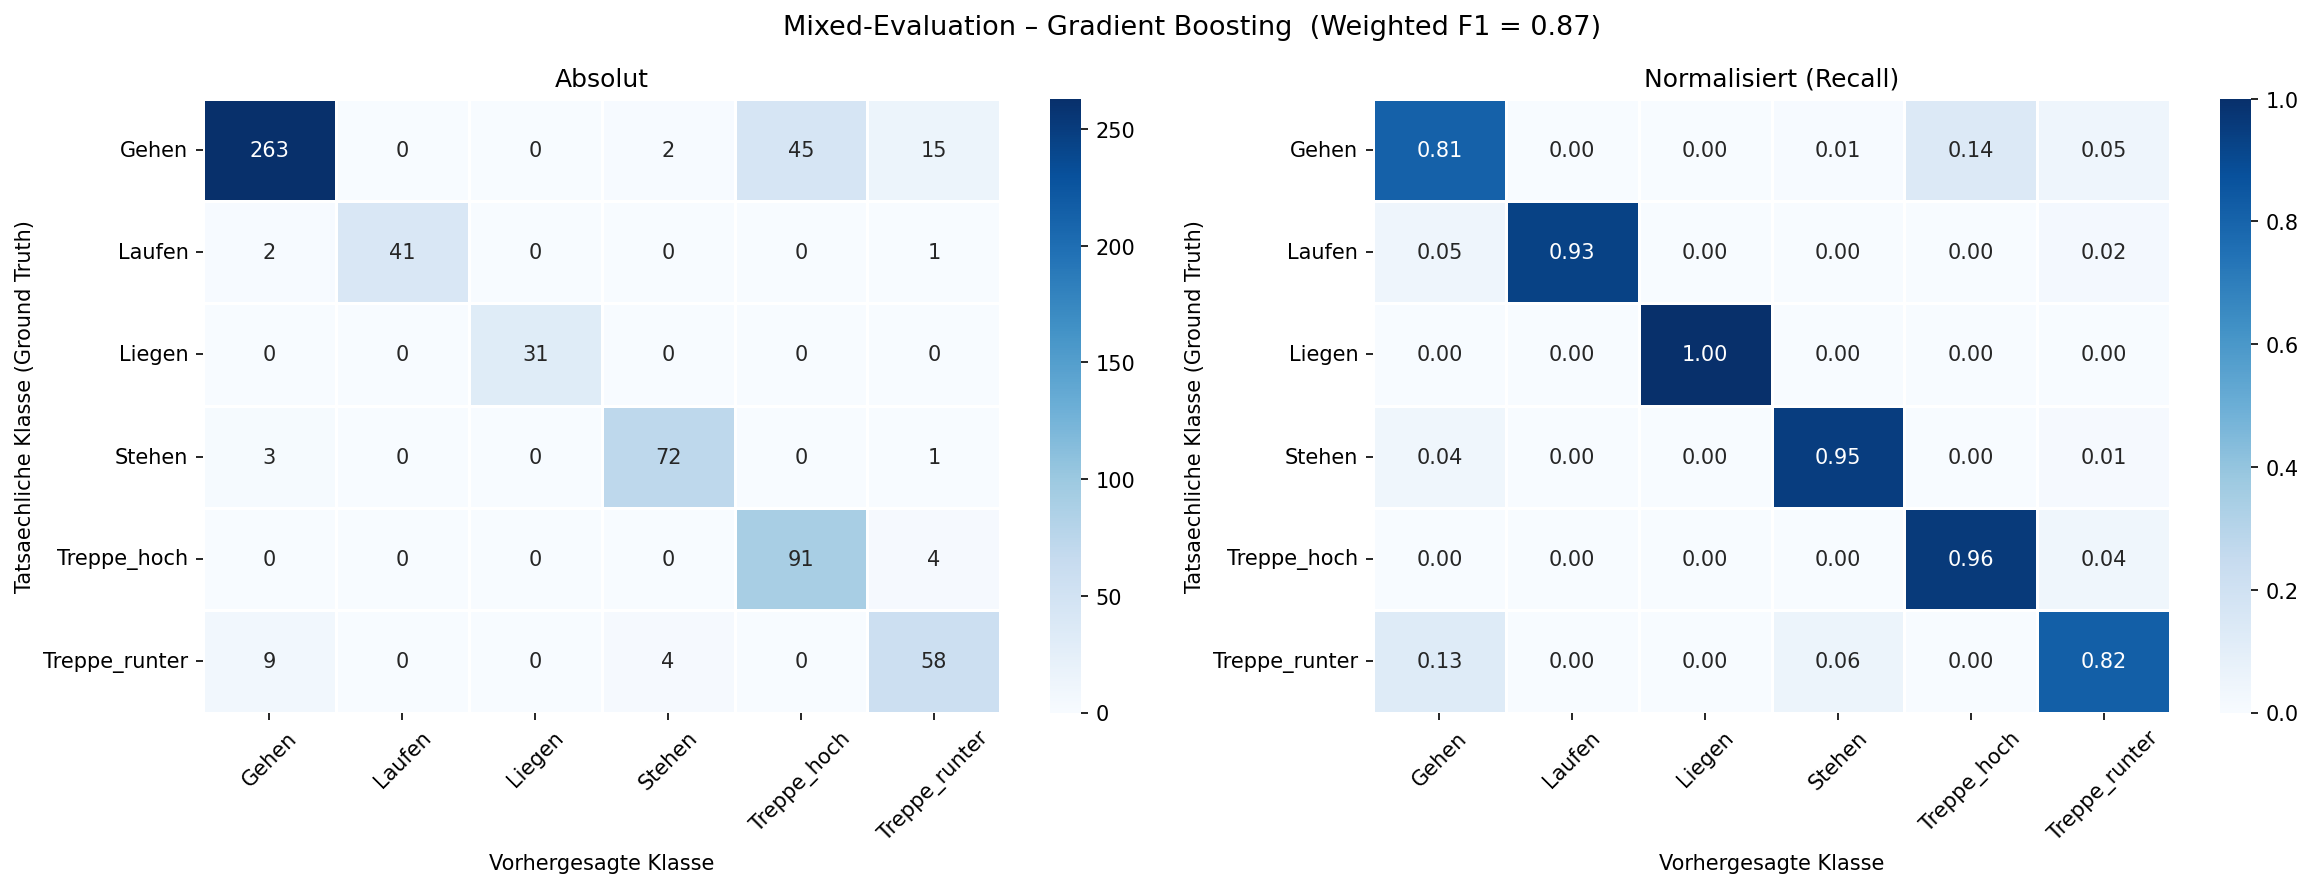 Mixed-Evaluation – Gradient Boosting (Weighted F1 = 0.87)
Absolut
Tatsaechliche Klasse (Ground Truth)
Gehen 263 0 0 2 45 15
Laufen 2 41 0 0 0 1
Liegen 0 0 31 0 0 0
Stehen 3 0 0 72 0 1
Treppe_hoch 0 0 0 0 91 4
Treppe_runter 9 0 0 4 0 58
Gehen Laufen Liegen Stehen Treppe_hoch Treppe_runter
Vorhergesagte Klasse
250
200
150
100
50
0
Normalisiert (Recall)
Tatsaechliche Klasse (Ground Truth)
Gehen 0.81 0.00 0.00 0.01 0.14 0.05
Laufen 0.05 0.93 0.00 0.00 0.00 0.02
Liegen 0.00 0.00 1.00 0.00 0.00 0.00
Stehen 0.04 0.00 0.00 0.95 0.00 0.01
Treppe_hoch 0.00 0.00 0.00 0.00 0.96 0.04
Treppe_runter 0.13 0.00 0.00 0.06 0.00 0.82
Gehen Laufen Liegen Stehen Treppe_hoch Treppe_runter
Vorhergesagte Klasse
1.0
0.8
0.6
0.4
0.2
0.0